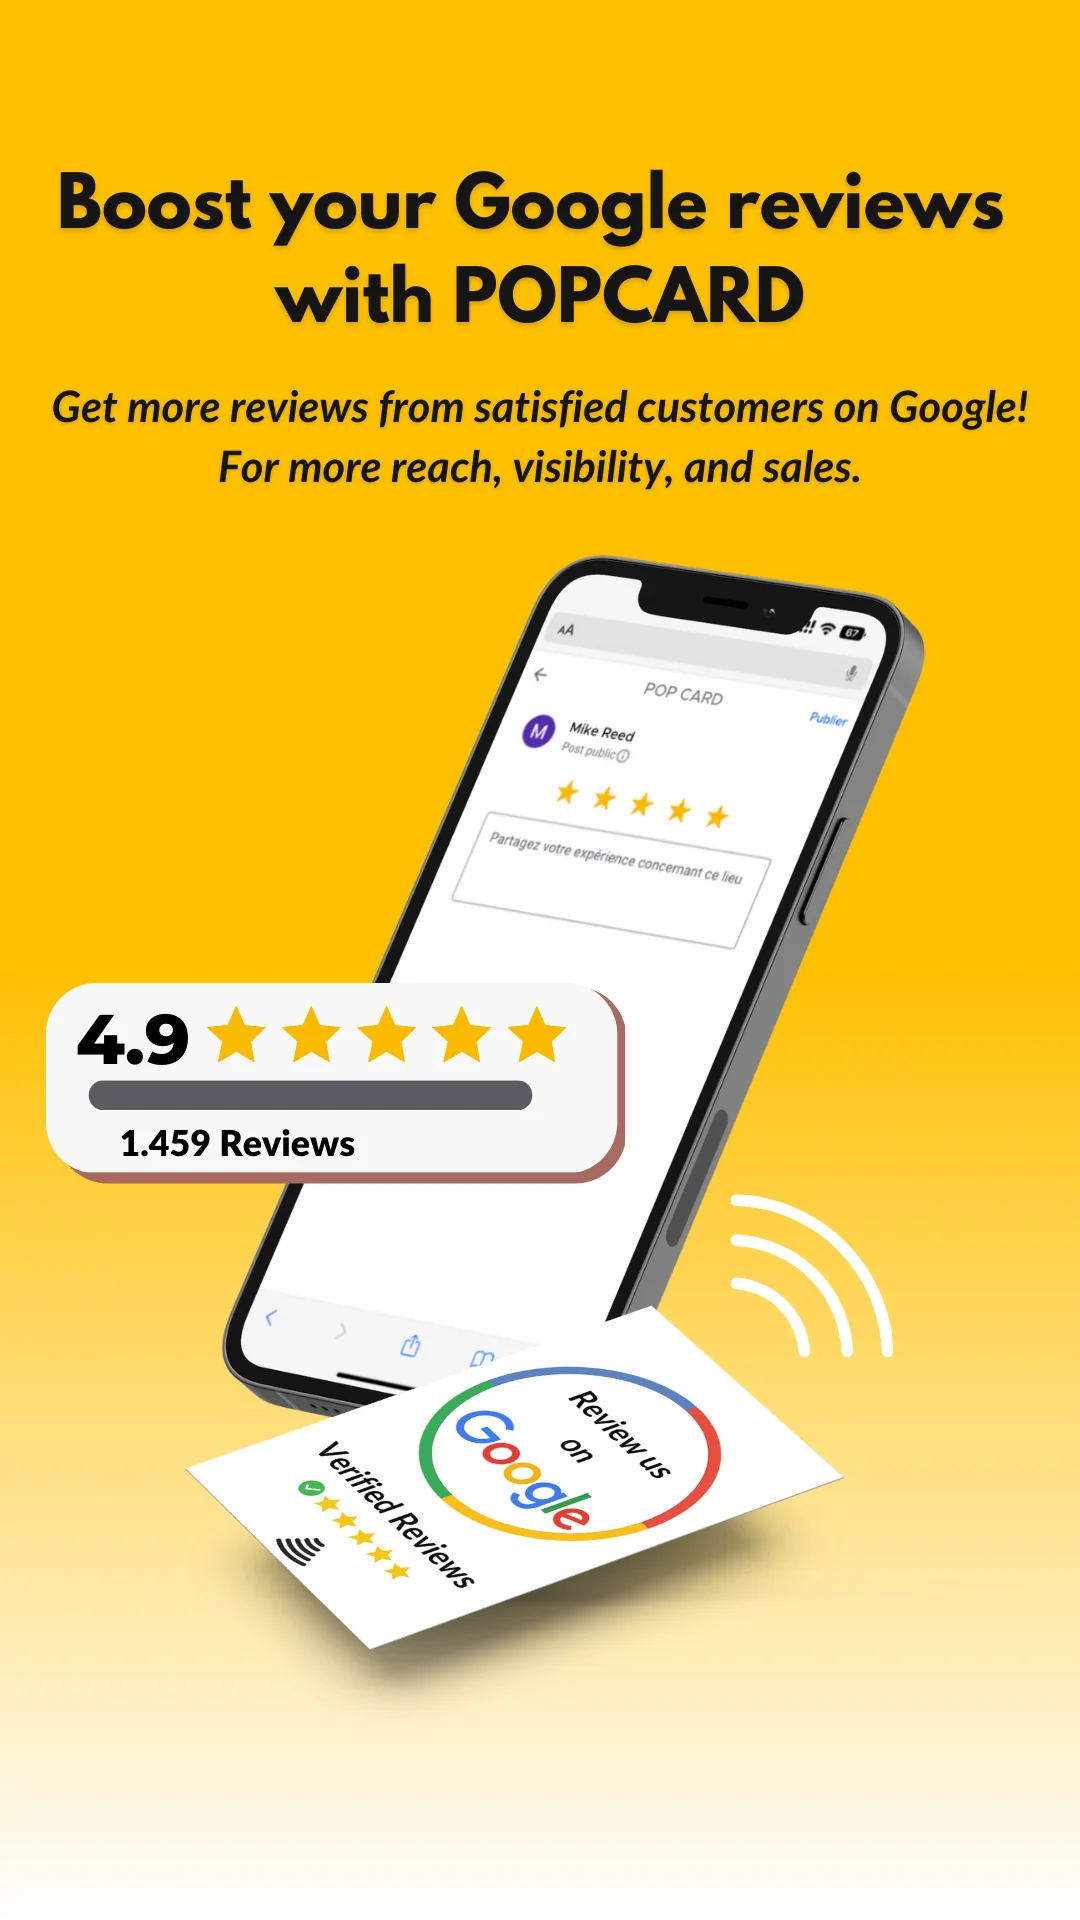 Boost your Google reviews
with POPCARD
Get more reviews from satisfied customers on Google!
For more reach, visibility, and sales.
67
AA
POP CARD
Publier
M
Mike Reed
Post public
Partagez votre expérience concernant ce lieu
4.9
1.459 Reviews
Review us
on
Google
Verified Reviews